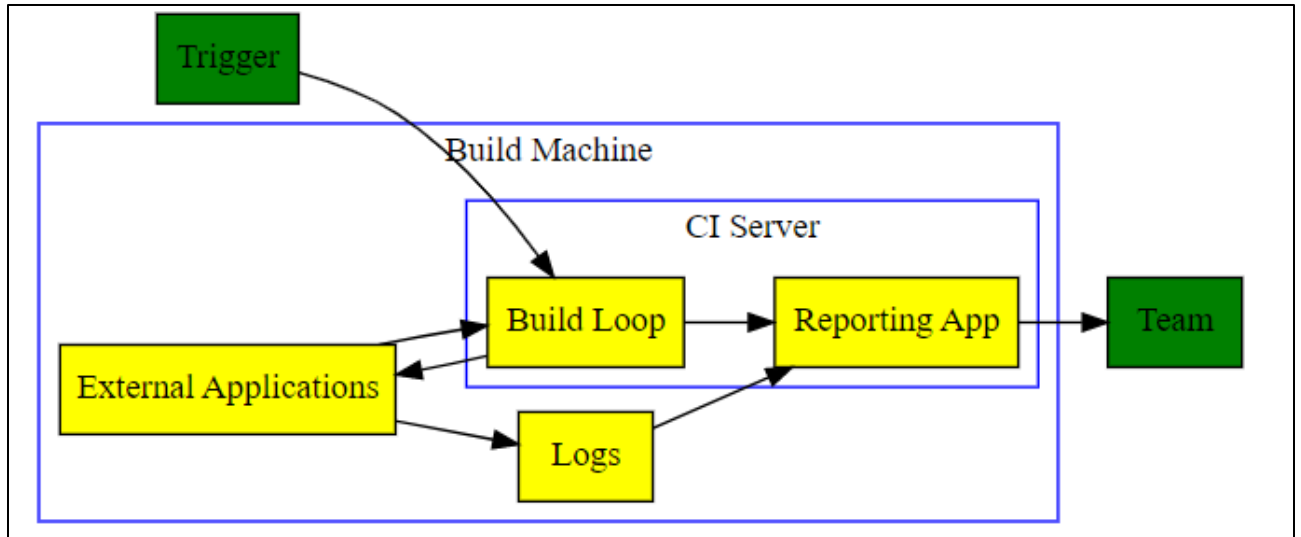 Trigger
Build Machine
CI Server
Build Loop
Reporting App
Team
External Applications
Logs